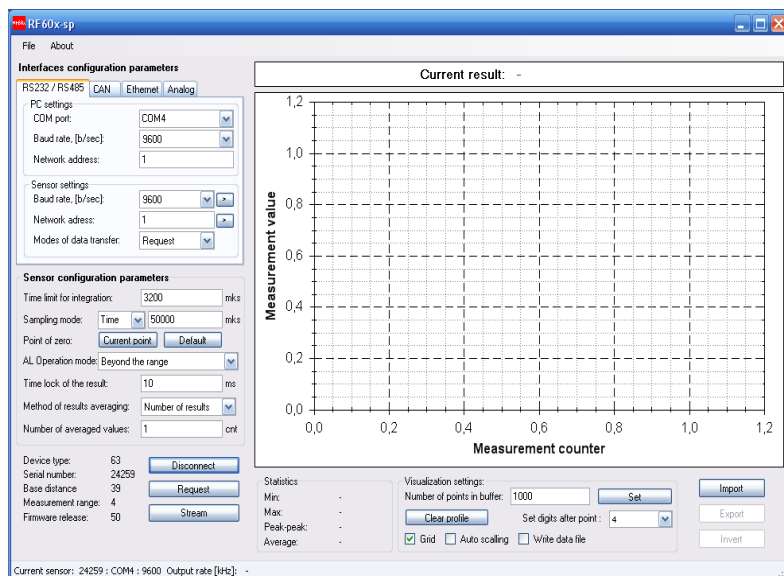 RF60x-sp
File About
Interfaces configuration parameters
RS232 / RS485 CAN Ethernet Analog
PC settings
COM port: COM4
Baud rate, [b/sec]: 9600
Network address: 1
Sensor settings
Baud rate, [b/sec]: 9600 >
Network adress: 1 >
Modes of data transfer: Request
Sensor configuration parameters
Time limit for integration: 3200 mks
Sampling mode: Time 50000 mks
Point of zero: Current point Default
AL Operation mode: Beyond the range
Time lock of the result: 10 ms
Method of results averaging: Number of results
Number of averaged values: 1 cnt
Device type: 63 Disconnect
Serial number: 24259
Base distance 39 Request
Measurement range: 4
Firmware release: 50 Stream
Current result: -
Measurement value
1,2
1,0
0,8
0,6
0,4
0,2
0,0
0,0 0,2 0,4 0,6 0,8 1,0 1,2
Measurement counter
Statistics
Min: -
Max: -
Peak-peak: -
Average: -
Visualization settings:
Number of points in buffer: 1000 Set
Clear profile Set digits after point : 4
Grid Auto scalling Write data file
Import
Export
Invert
Current sensor: 24259 : COM4 : 9600 Output rate [kHz]: -